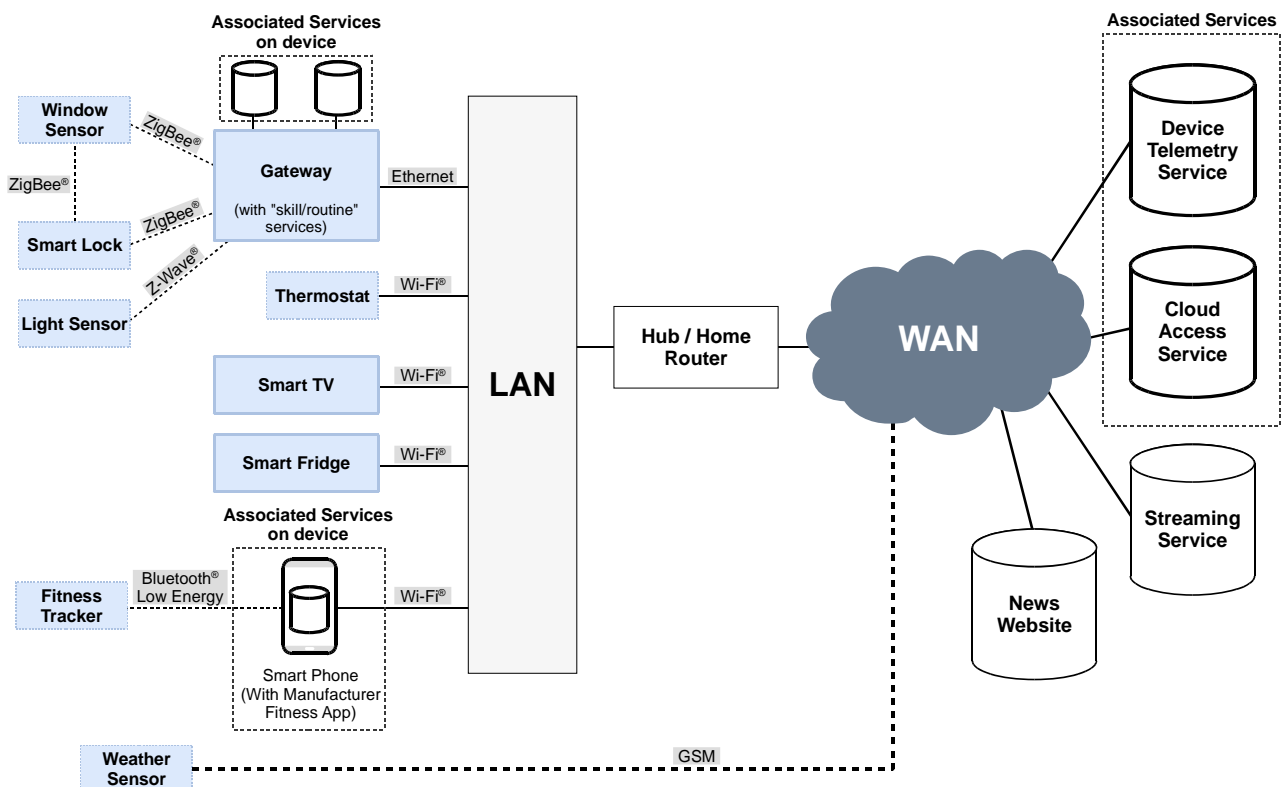 Associated Services
on device
Associated Services
Window
Sensor
ZigBee®
ZigBee®
Gateway
(with "skill/routine"
services)
Ethernet
ZigBee®
Smart Lock
Z-Wave®
Light Sensor
Thermostat
Wi-Fi®
Smart TV
Wi-Fi®
Smart Fridge
Wi-Fi®
LAN
Hub / Home
Router
WAN
Device
Telemetry
Service
Cloud
Access
Service
Streaming
Service
News
Website
Associated Services
on device
Fitness
Tracker
Bluetooth®
Low Energy
Wi-Fi®
Smart Phone
(With Manufacturer
Fitness App)
Weather
Sensor
GSM